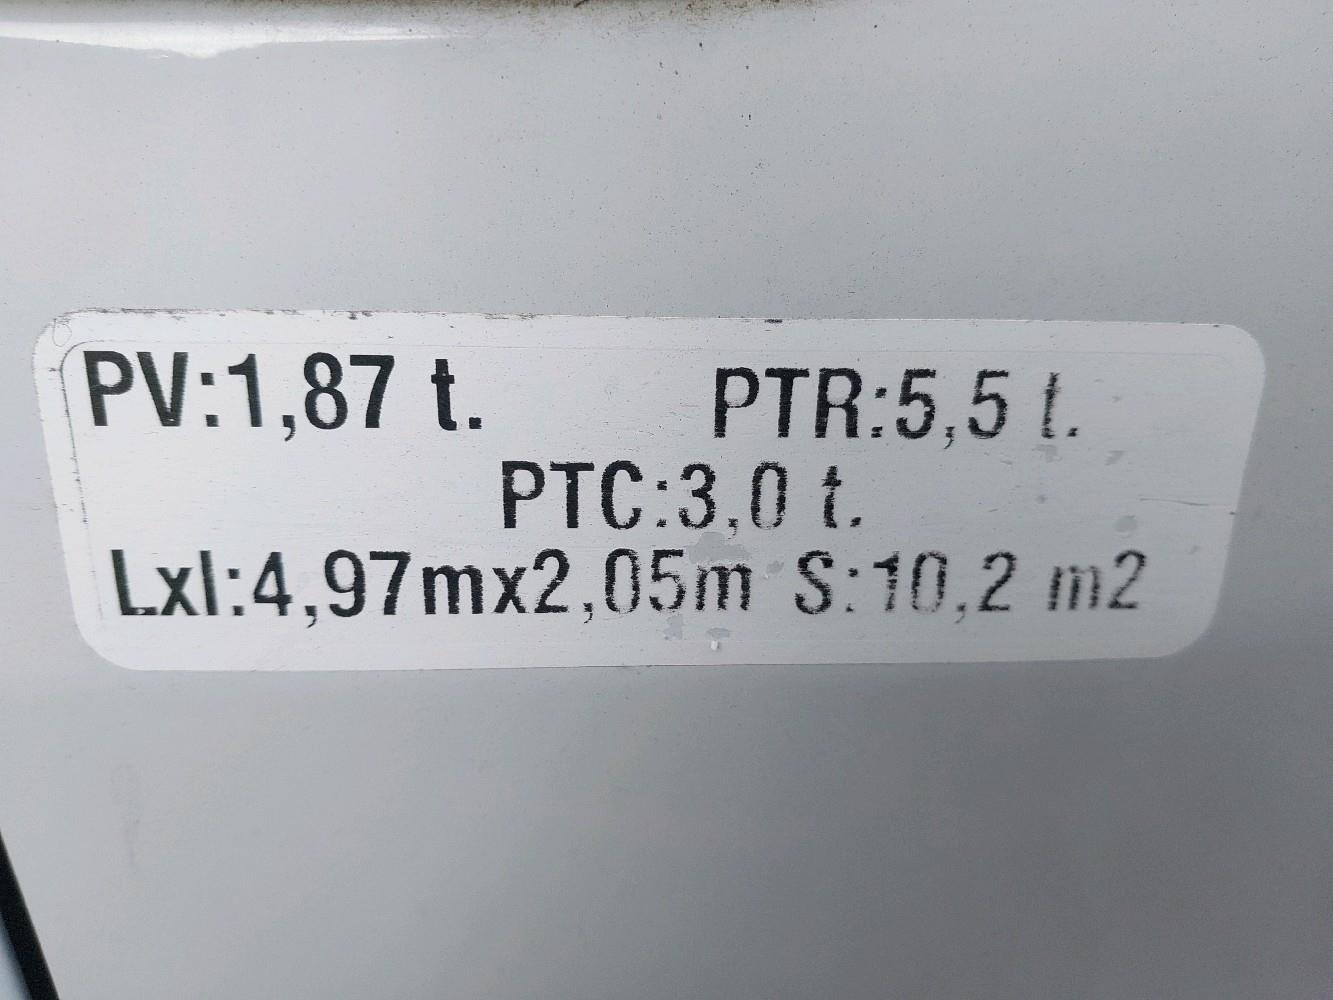 PV:1,87 t. PTR:5,5 t.
PTC:3,0 t.
Lxl:4,97mx2,05m S:10,2 m2